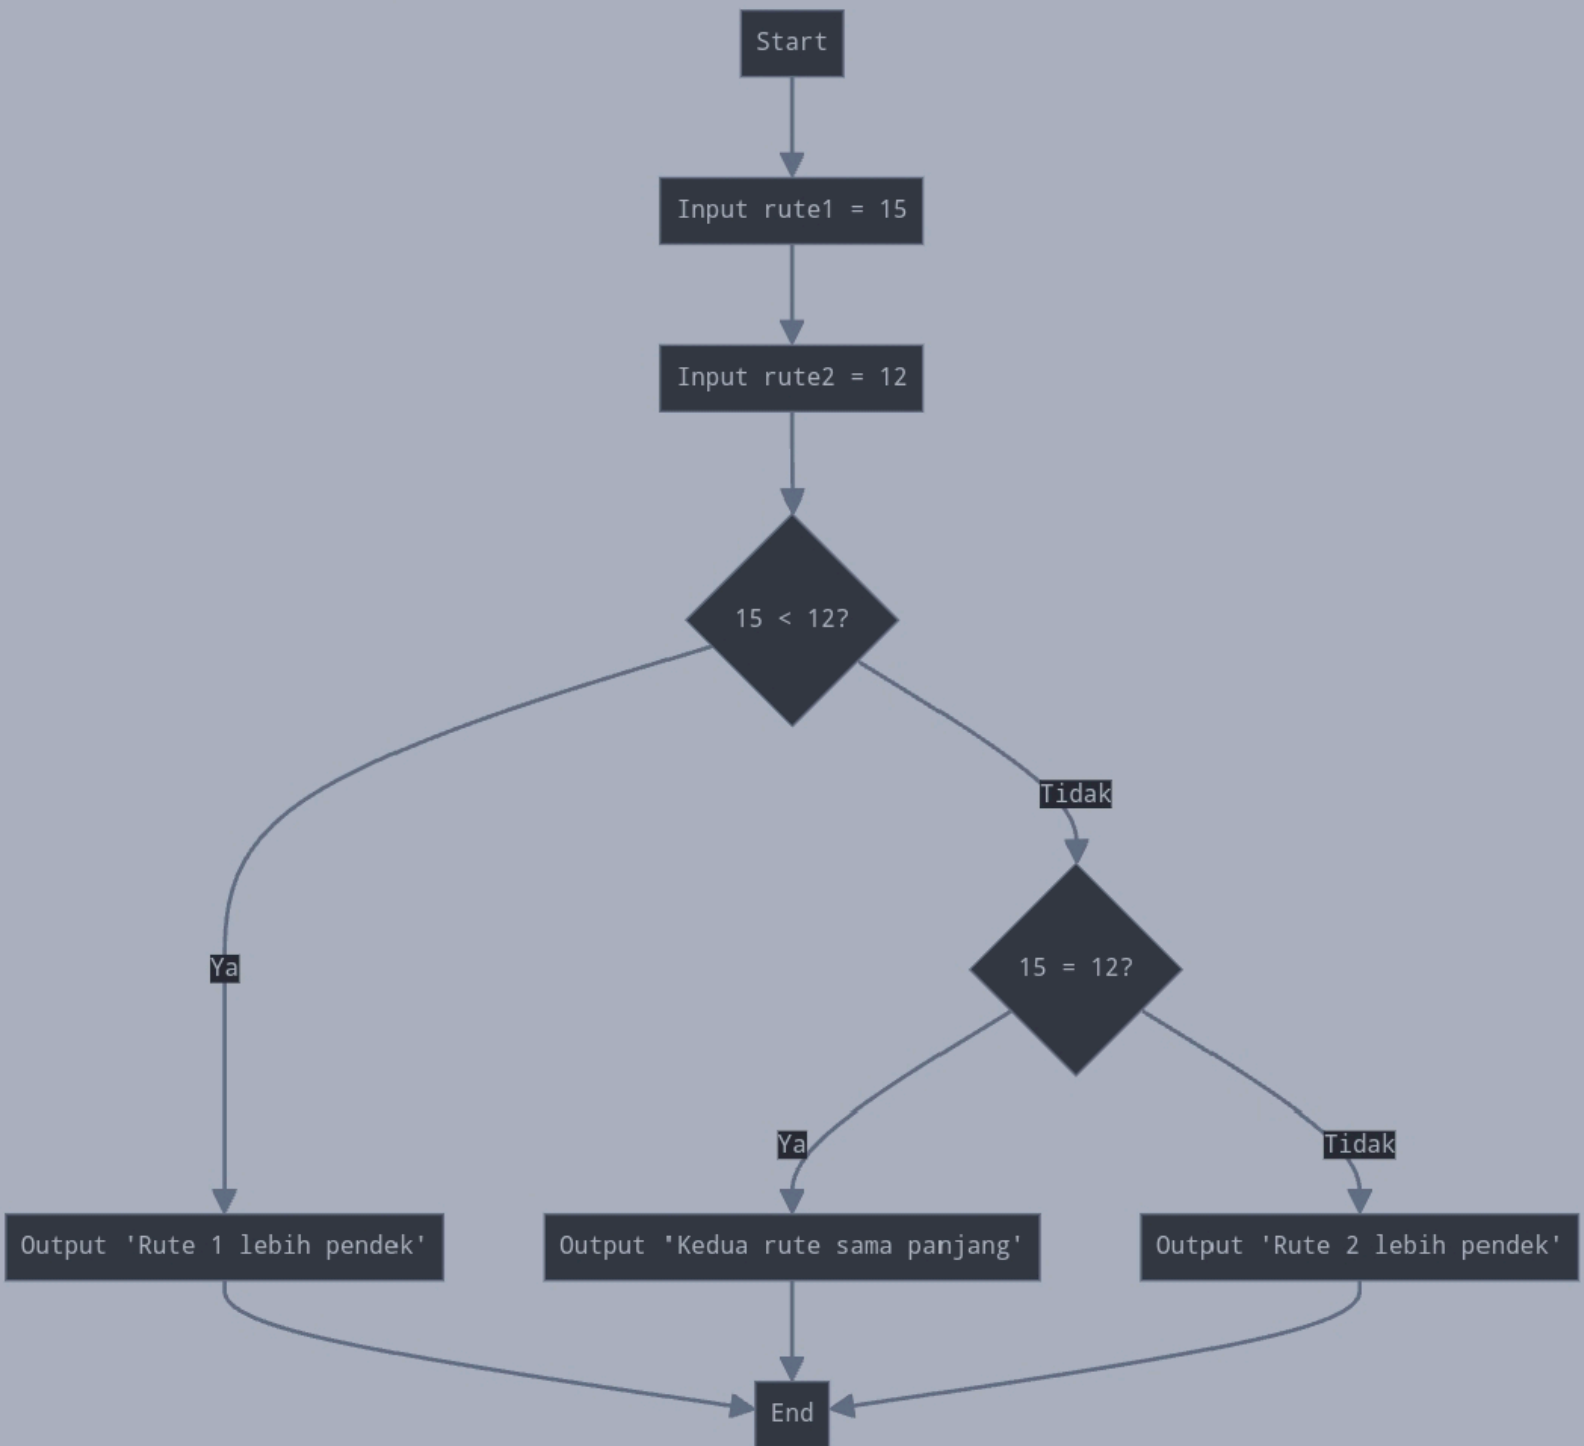 Start
Input rute1 = 15
Input rute2 = 12
15 < 12?
Tidak
Ya
15 = 12?
Ya
Tidak
Output 'Rute 1 lebih pendek'
Output 'Kedua rute sama panjang'
Output 'Rute 2 lebih pendek'
End